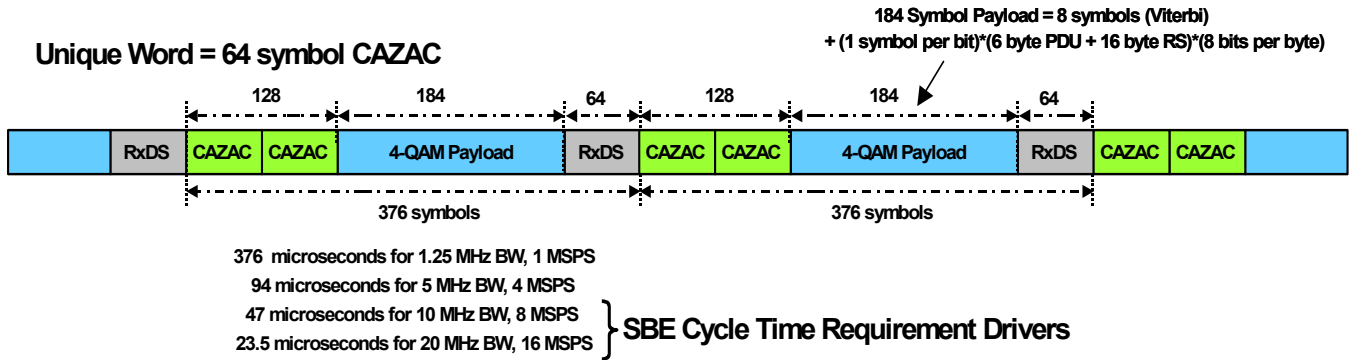 184 Symbol Payload = 8 symbols (Viterbi)
+ (1 symbol per bit)*(6 byte PDU + 16 byte RS)*(8 bits per byte)
Unique Word = 64 symbol CAZAC
128 184 64 128 184 64
RxDS CAZAC CAZAC 4-QAM Payload RxDS CAZAC CAZAC 4-QAM Payload RxDS CAZAC CAZAC
376 symbols 376 symbols
376 microseconds for 1.25 MHz BW, 1 MSPS
94 microseconds for 5 MHz BW, 4 MSPS
47 microseconds for 10 MHz BW, 8 MSPS
23.5 microseconds for 20 MHz BW, 16 MSPS
SBE Cycle Time Requirement Drivers